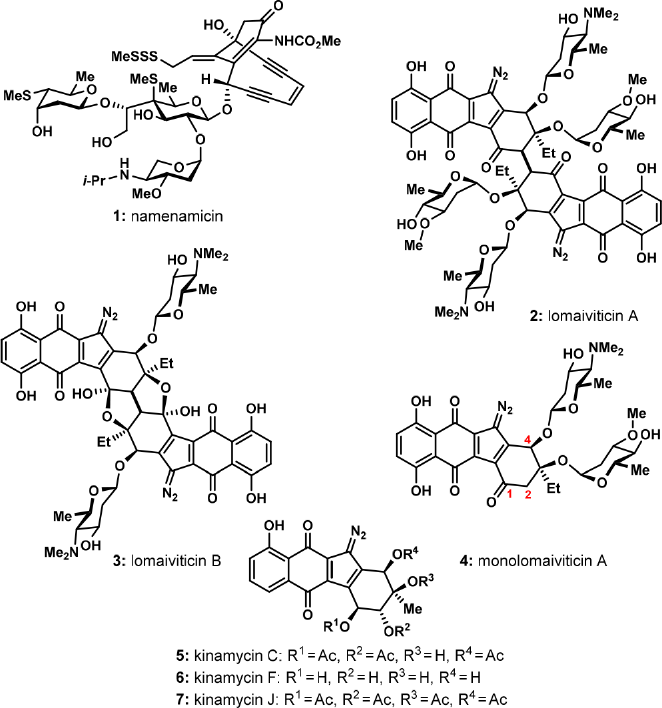 O
HO
NHCO₂Me
MeSSS
H
MeS
Me
O
MeS
Me
O
O
HO
O
OH
HO
O
O
H
N
O
i-Pr
MeO
1: namenamicin
HO
NMe₂
Me
O
OH
O
N₂
O
OMe
OH
O
Me
OH
O
O
Et
O
Et
O
OH
O
Me
O
O
O
HO
O
Me
O
N₂
O
OH
O
Me
Me₂N
OH
2: lomaiviticin A
HO
NMe₂
Me
OH
O
N₂
O
O
Et
OH
O
HO
O
O
OH
Et
O
OH
O
N₂
O
OH
O
Me
Me₂N
OH
3: lomaiviticin B
HO
NMe₂
Me
O
OH
O
N₂
O
4
OMe
OH
O
Me
OH
O
O
1
2
Et
O
4: monolomaiviticin A
OH
O
N₂
OR⁴
OR³
Me
O
R¹O
OR²
5: kinamycin C: R¹=Ac, R²=Ac, R³=H, R⁴=Ac
6: kinamycin F: R¹=H, R²=H, R³=H, R⁴=H
7: kinamycin J: R¹=Ac, R²=Ac, R³=Ac, R⁴=Ac